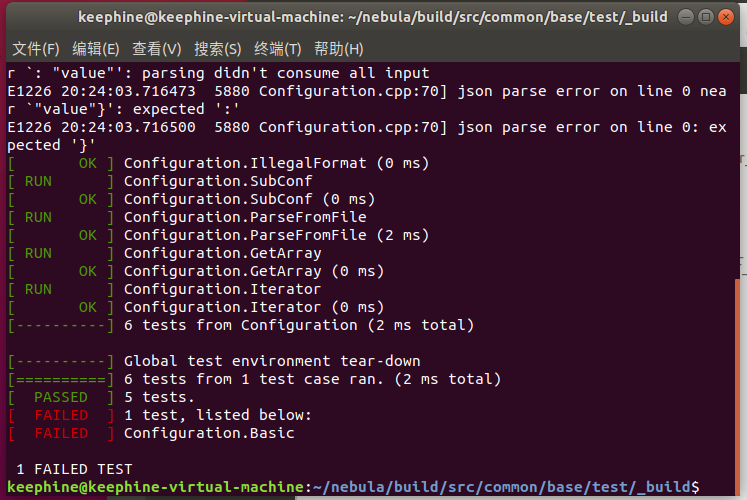 keephine@keephine-virtual-machine: ~/nebula/build/src/common/base/test/_build
文件(F) 编辑(E) 查看(V) 搜索(S) 终端(T) 帮助(H)
r `: "value"': parsing didn't consume all input
E1226 20:24:03.716473  5880 Configuration.cpp:70] json parse error on line 0 nea
r `"value"}': expected ':'
E1226 20:24:03.716500  5880 Configuration.cpp:70] json parse error on line 0: ex
pected '}'
[       OK ] Configuration.IllegalFormat (0 ms)
[ RUN      ] Configuration.SubConf
[       OK ] Configuration.SubConf (0 ms)
[ RUN      ] Configuration.ParseFromFile
[       OK ] Configuration.ParseFromFile (2 ms)
[ RUN      ] Configuration.GetArray
[       OK ] Configuration.GetArray (0 ms)
[ RUN      ] Configuration.Iterator
[       OK ] Configuration.Iterator (0 ms)
[----------] 6 tests from Configuration (2 ms total)
[----------] Global test environment tear-down
[==========] 6 tests from 1 test case ran. (2 ms total)
[  PASSED  ] 5 tests.
[  FAILED  ] 1 test, listed below:
[  FAILED  ] Configuration.Basic
 1 FAILED TEST
keephine@keephine-virtual-machine:~/nebula/build/src/common/base/test/_build$